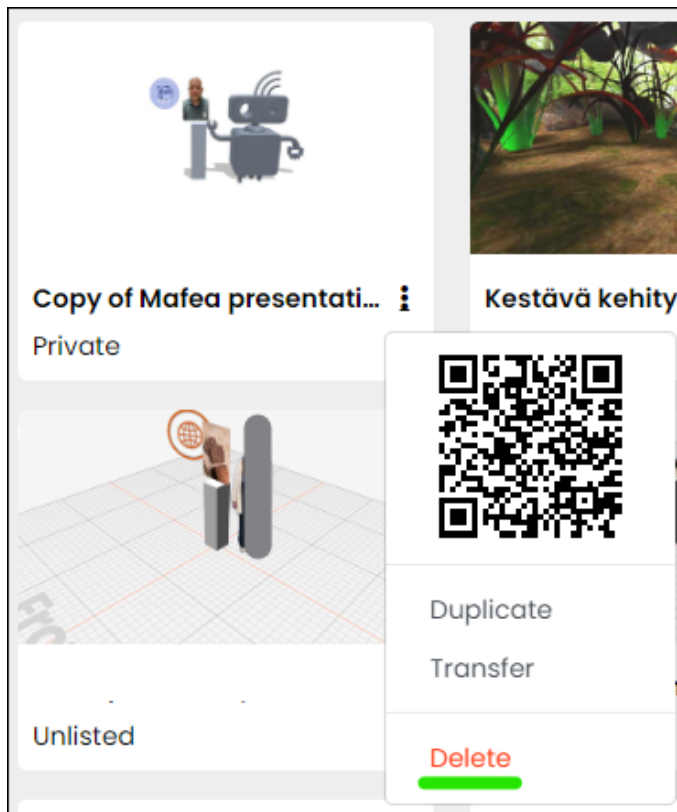 Copy of Mafea presentati...
Private
Kestävä kehity
Duplicate
Transfer
Delete
Unlisted